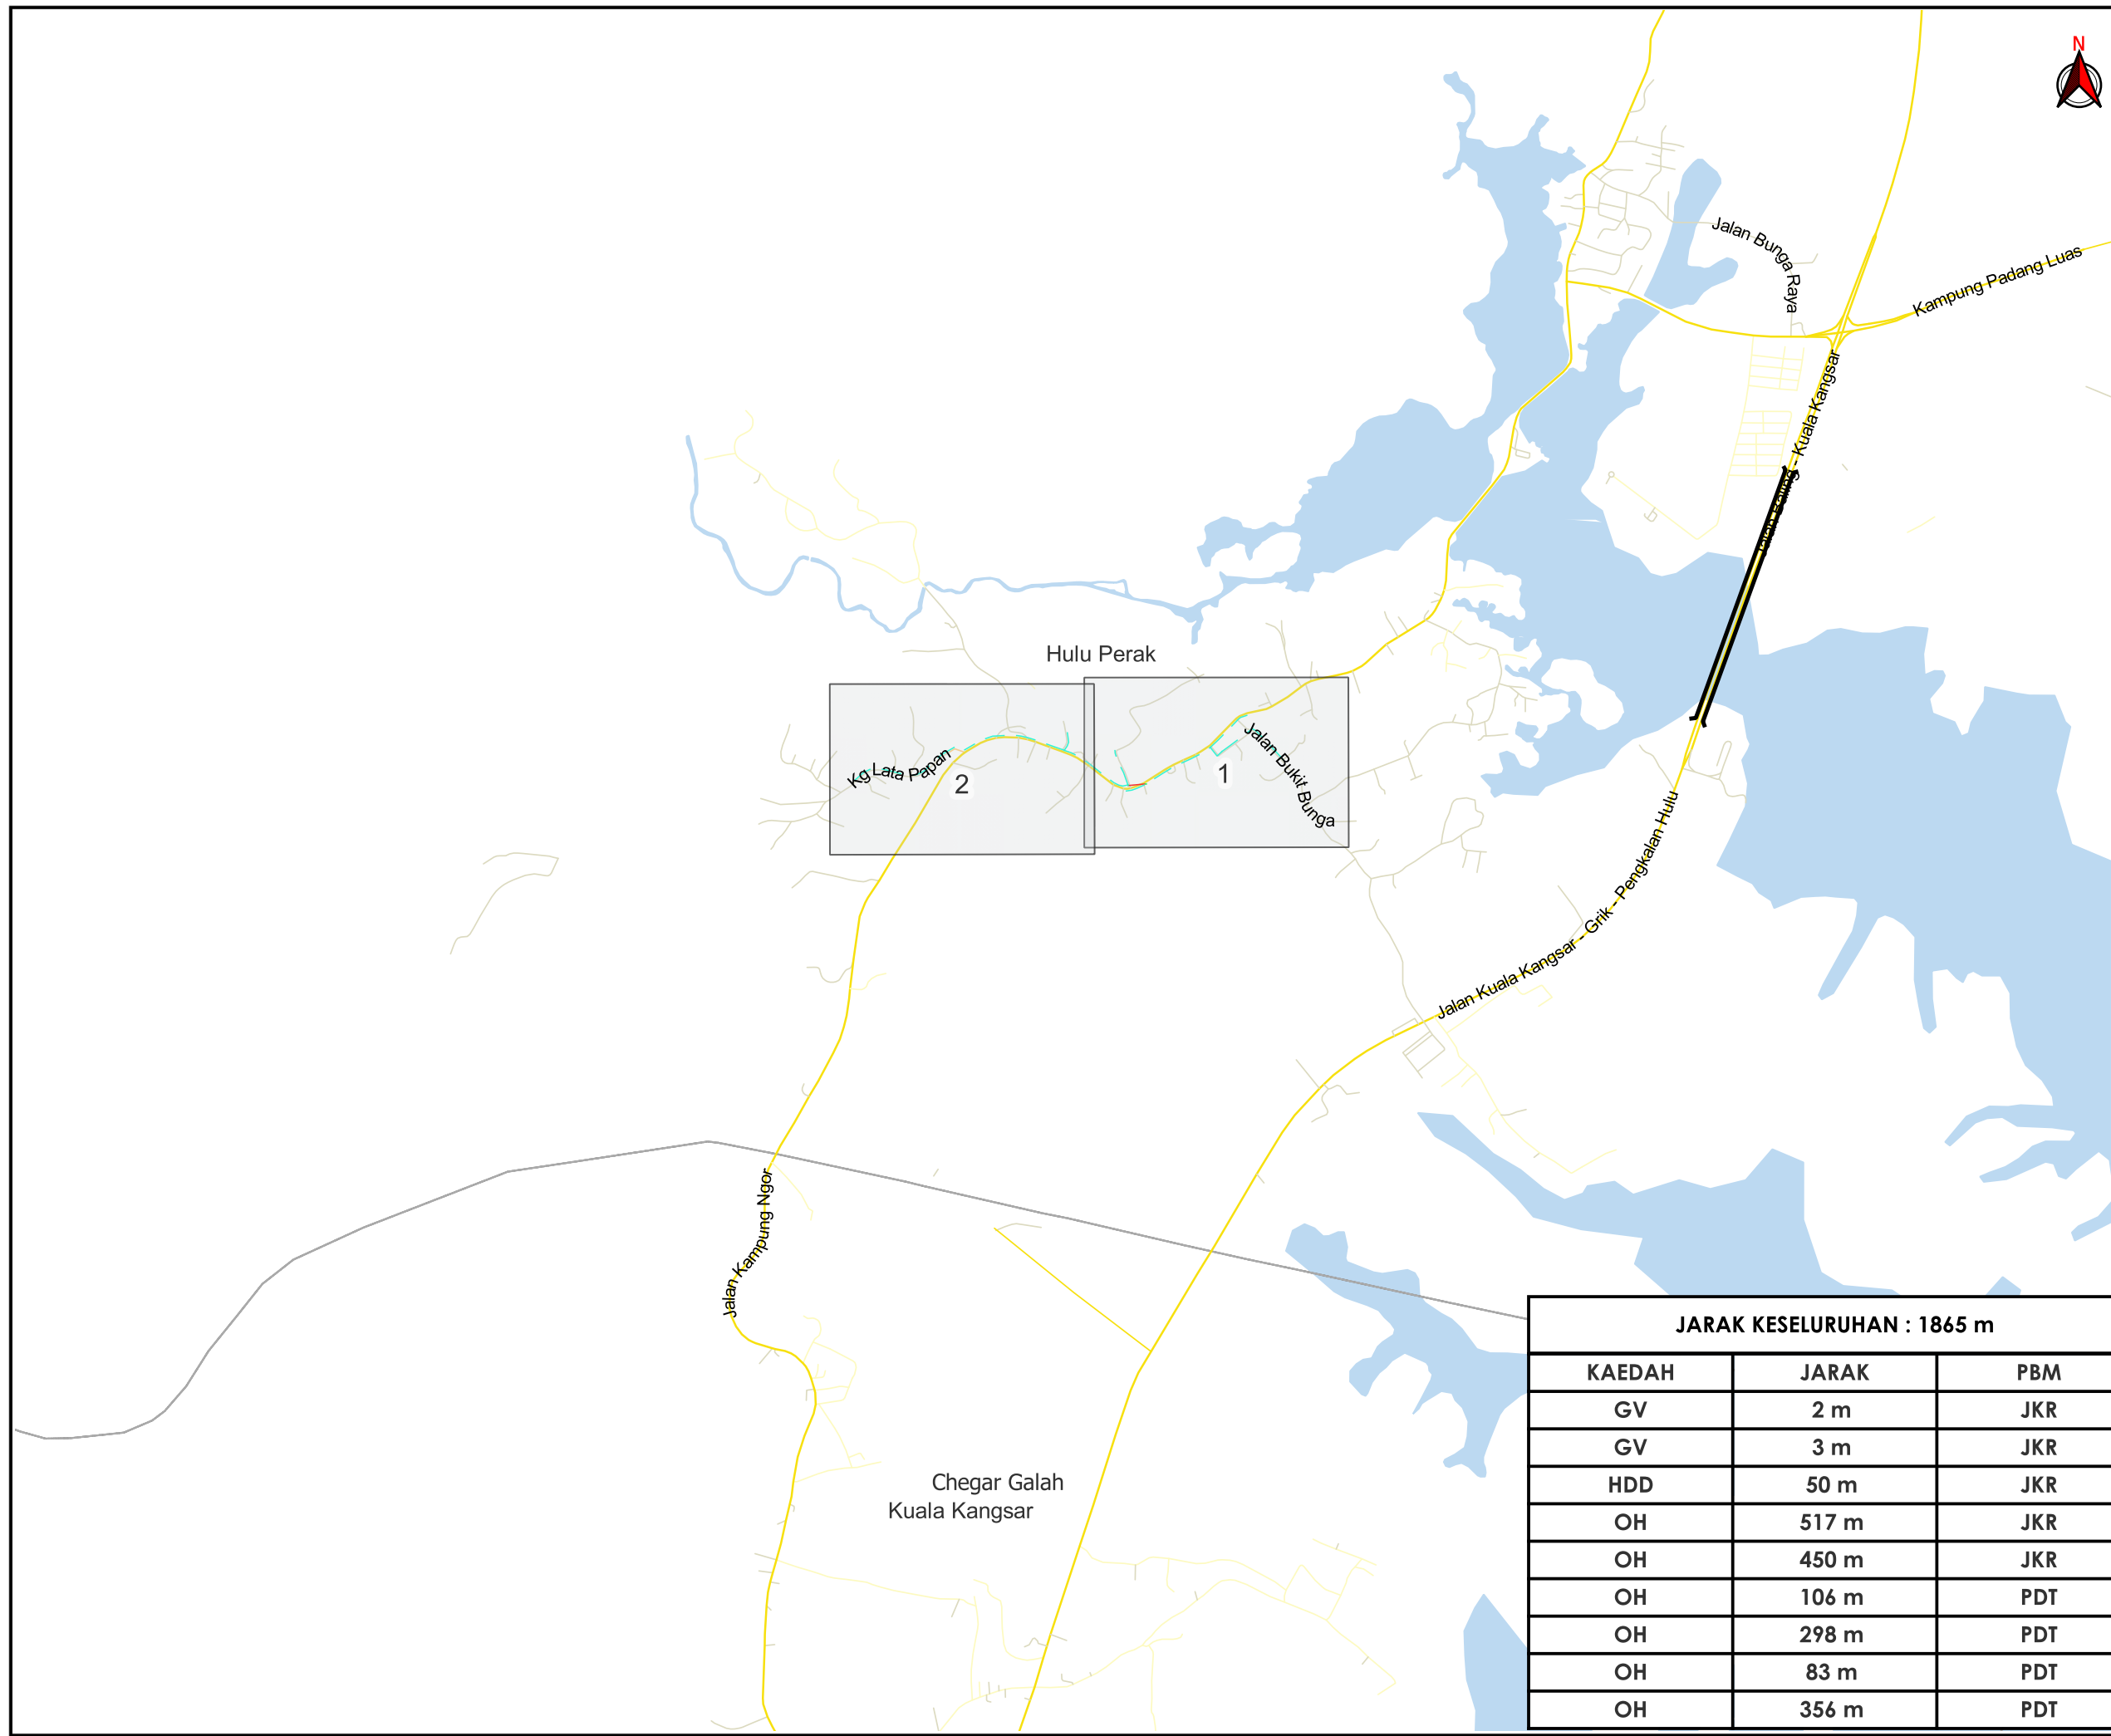 N
Jalan Bunga Raya
Kampung Padang Luas
Jalan Baling - Kuala Kangsar
Hulu Perak
Kg Lata Papan
2
1
Jalan Bukit Bunga
Jalan Kuala Kangsar - Grik - Pengkalan Hulu
Jalan Kampung Ngor
Chegar Galah
Kuala Kangsar
JARAK KESELURUHAN : 1865 m
KAEDAH JARAK PBM
GV 2 m JKR
GV 3 m JKR
HDD 50 m JKR
OH 517 m JKR
OH 450 m JKR
OH 106 m PDT
OH 298 m PDT
OH 83 m PDT
OH 356 m PDT